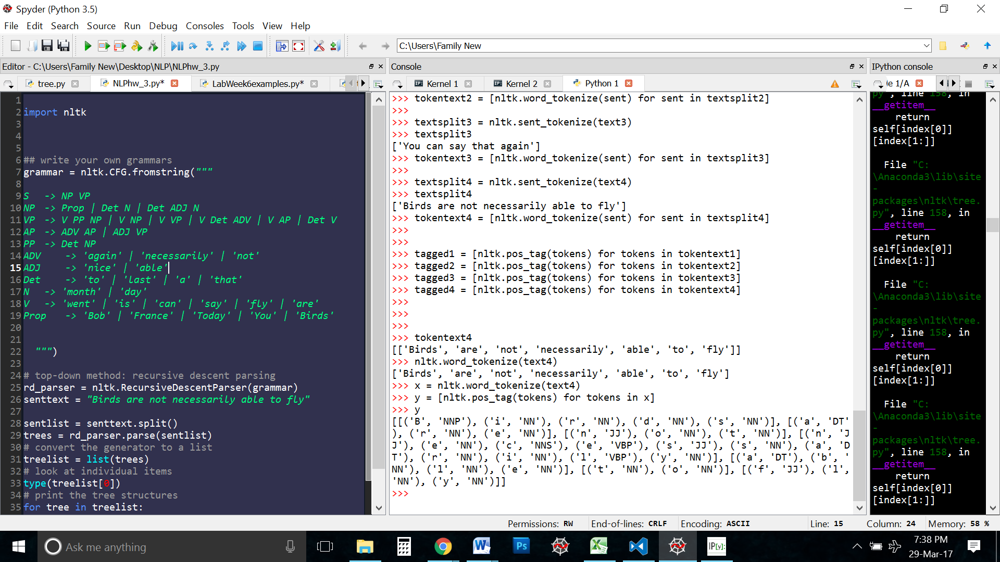 Spyder (Python 3.5)
File Edit Search Source Run Debug Consoles Tools View Help
C:\Users\Family New
Editor - C:\Users\Family New\Desktop\NLP\NLPhw_3.py
tree.py NLPhw_3.py* LabWeek6examples.py*
1
2 import nltk
3
4
5
6 ## write your own grammars
7 grammar = nltk.CFG.fromstring("""
8
9 S -> NP VP
10 NP -> Prop | Det N | Det ADJ N
11 VP -> V PP NP | V NP | V VP | V Det ADV | V AP | Det V
12 AP -> ADV AP | ADJ VP
13 PP -> Det NP
14 ADV -> 'again' | 'necessarily' | 'not'
15 ADJ -> 'nice' | 'able'
16 Det -> 'to' | 'last' | 'a' | 'that'
17 N -> 'month' | 'day'
18 V -> 'went' | 'is' | 'can' | 'say' | 'fly' | 'are'
19 Prop -> 'Bob' | 'France' | 'Today' | 'You' | 'Birds'
20
21
22 """)
23
24 # top-down method: recursive descent parsing
25 rd_parser = nltk.RecursiveDescentParser(grammar)
26 senttext = "Birds are not necessarily able to fly"
27
28 sentlist = senttext.split()
29 trees = rd_parser.parse(sentlist)
30 # convert the generator to a list
31 treelist = list(trees)
32 # look at individual items
33 type(treelist[0])
34 # print the tree structures
35 for tree in treelist:
Console
IP: Kernel 1 IP: Kernel 2 Python 1
>>> tokentext2 = [nltk.word_tokenize(sent) for sent in textsplit2]
>>>
>>> textsplit3 = nltk.sent_tokenize(text3)
>>> textsplit3
['You can say that again']
>>> tokentext3 = [nltk.word_tokenize(sent) for sent in textsplit3]
>>>
>>> textsplit4 = nltk.sent_tokenize(text4)
>>> textsplit4
['Birds are not necessarily able to fly']
>>> tokentext4 = [nltk.word_tokenize(sent) for sent in textsplit4]
>>>
>>>
>>> tagged1 = [nltk.pos_tag(tokens) for tokens in tokentext1]
>>> tagged2 = [nltk.pos_tag(tokens) for tokens in tokentext2]
>>> tagged3 = [nltk.pos_tag(tokens) for tokens in tokentext3]
>>> tagged4 = [nltk.pos_tag(tokens) for tokens in tokentext4]
>>>
>>>
>>>
>>> tokentext4
[['Birds', 'are', 'not', 'necessarily', 'able', 'to', 'fly']]
>>> nltk.word_tokenize(text4)
['Birds', 'are', 'not', 'necessarily', 'able', 'to', 'fly']
>>> x = nltk.word_tokenize(text4)
>>> y = [nltk.pos_tag(tokens) for tokens in x]
>>> y
[[('B', 'NNP'), ('i', 'NN'), ('r', 'NN'), ('d', 'NN'), ('s', 'NN')], [('a', 'DT'
), ('r', 'NN'), ('e', 'NN')], [('n', 'JJ'), ('o', 'NN'), ('t', 'NN')], [('n', 'J
J'), ('e', 'NN'), ('c', 'NNS'), ('e', 'VBP'), ('s', 'JJ'), ('s', 'NN'), ('a', 'D
T'), ('r', 'NN'), ('i', 'NN'), ('l', 'VBP'), ('y', 'NN')], [('a', 'DT'), ('b', '
NN'), ('l', 'NN'), ('e', 'NN')], [('t', 'NN'), ('o', 'NN')], [('f', 'JJ'), ('l',
'NN'), ('y', 'NN')]]
>>>
IPython console
le 1/A
py", line 158, in
__getitem__
return
self[index[0]]
[index[1:]]
File "C:
\Anaconda3\lib\site
-
packages\nltk\tree.
py", line 158, in
__getitem__
return
self[index[0]]
[index[1:]]
File "C:
\Anaconda3\lib\site
-
packages\nltk\tree.
py", line 158, in
__getitem__
return
self[index[0]]
[index[1:]]
File "C:
\Anaconda3\lib\site
-
packages\nltk\tree.
py", line 158, in
__getitem__
return
self[index[0]]
[index[1:]]
Permissions: RW End-of-lines: CRLF Encoding: ASCII Line: 15 Column: 24 Memory: 58 %
Ask me anything
Ps
IP[y]:
7:38 PM
29-Mar-17